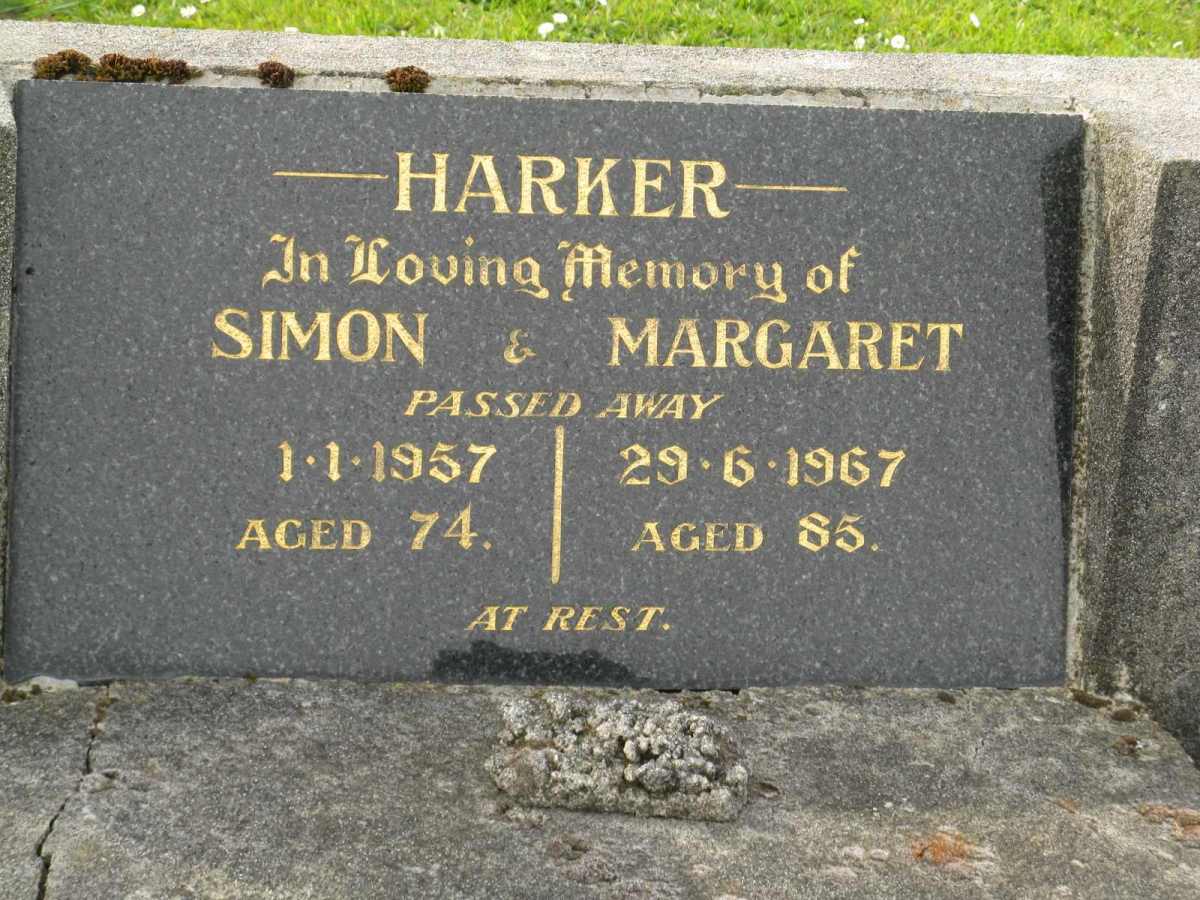 HARKER
In Loving Memory of
SIMON & MARGARET
PASSED AWAY
1·1·1957 29·6·1967
AGED 74. AGED 85.
AT REST.